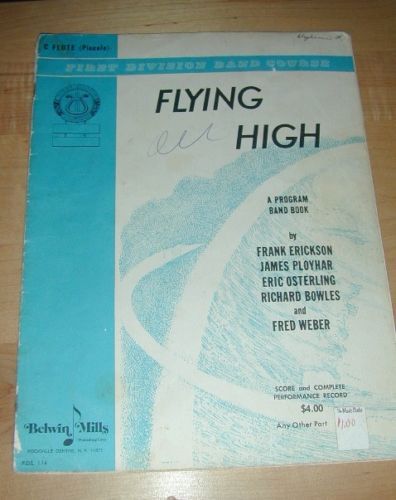 C FLUTE (Piccolo)
FIRST DIVISION BAND COURSE
FLYING
HIGH
A PROGRAM
BAND BOOK
by
FRANK ERICKSON
JAMES PLOYHAR
ERIC OSTERLING
RICHARD BOWLES
and
FRED WEBER
SCORE and COMPLETE
PERFORMANCE RECORD
$4.00
Any Other Part
$1.00
Belwin Mills
Publishing Corp.
ROCKVILLE CENTRE, N. Y. 11571